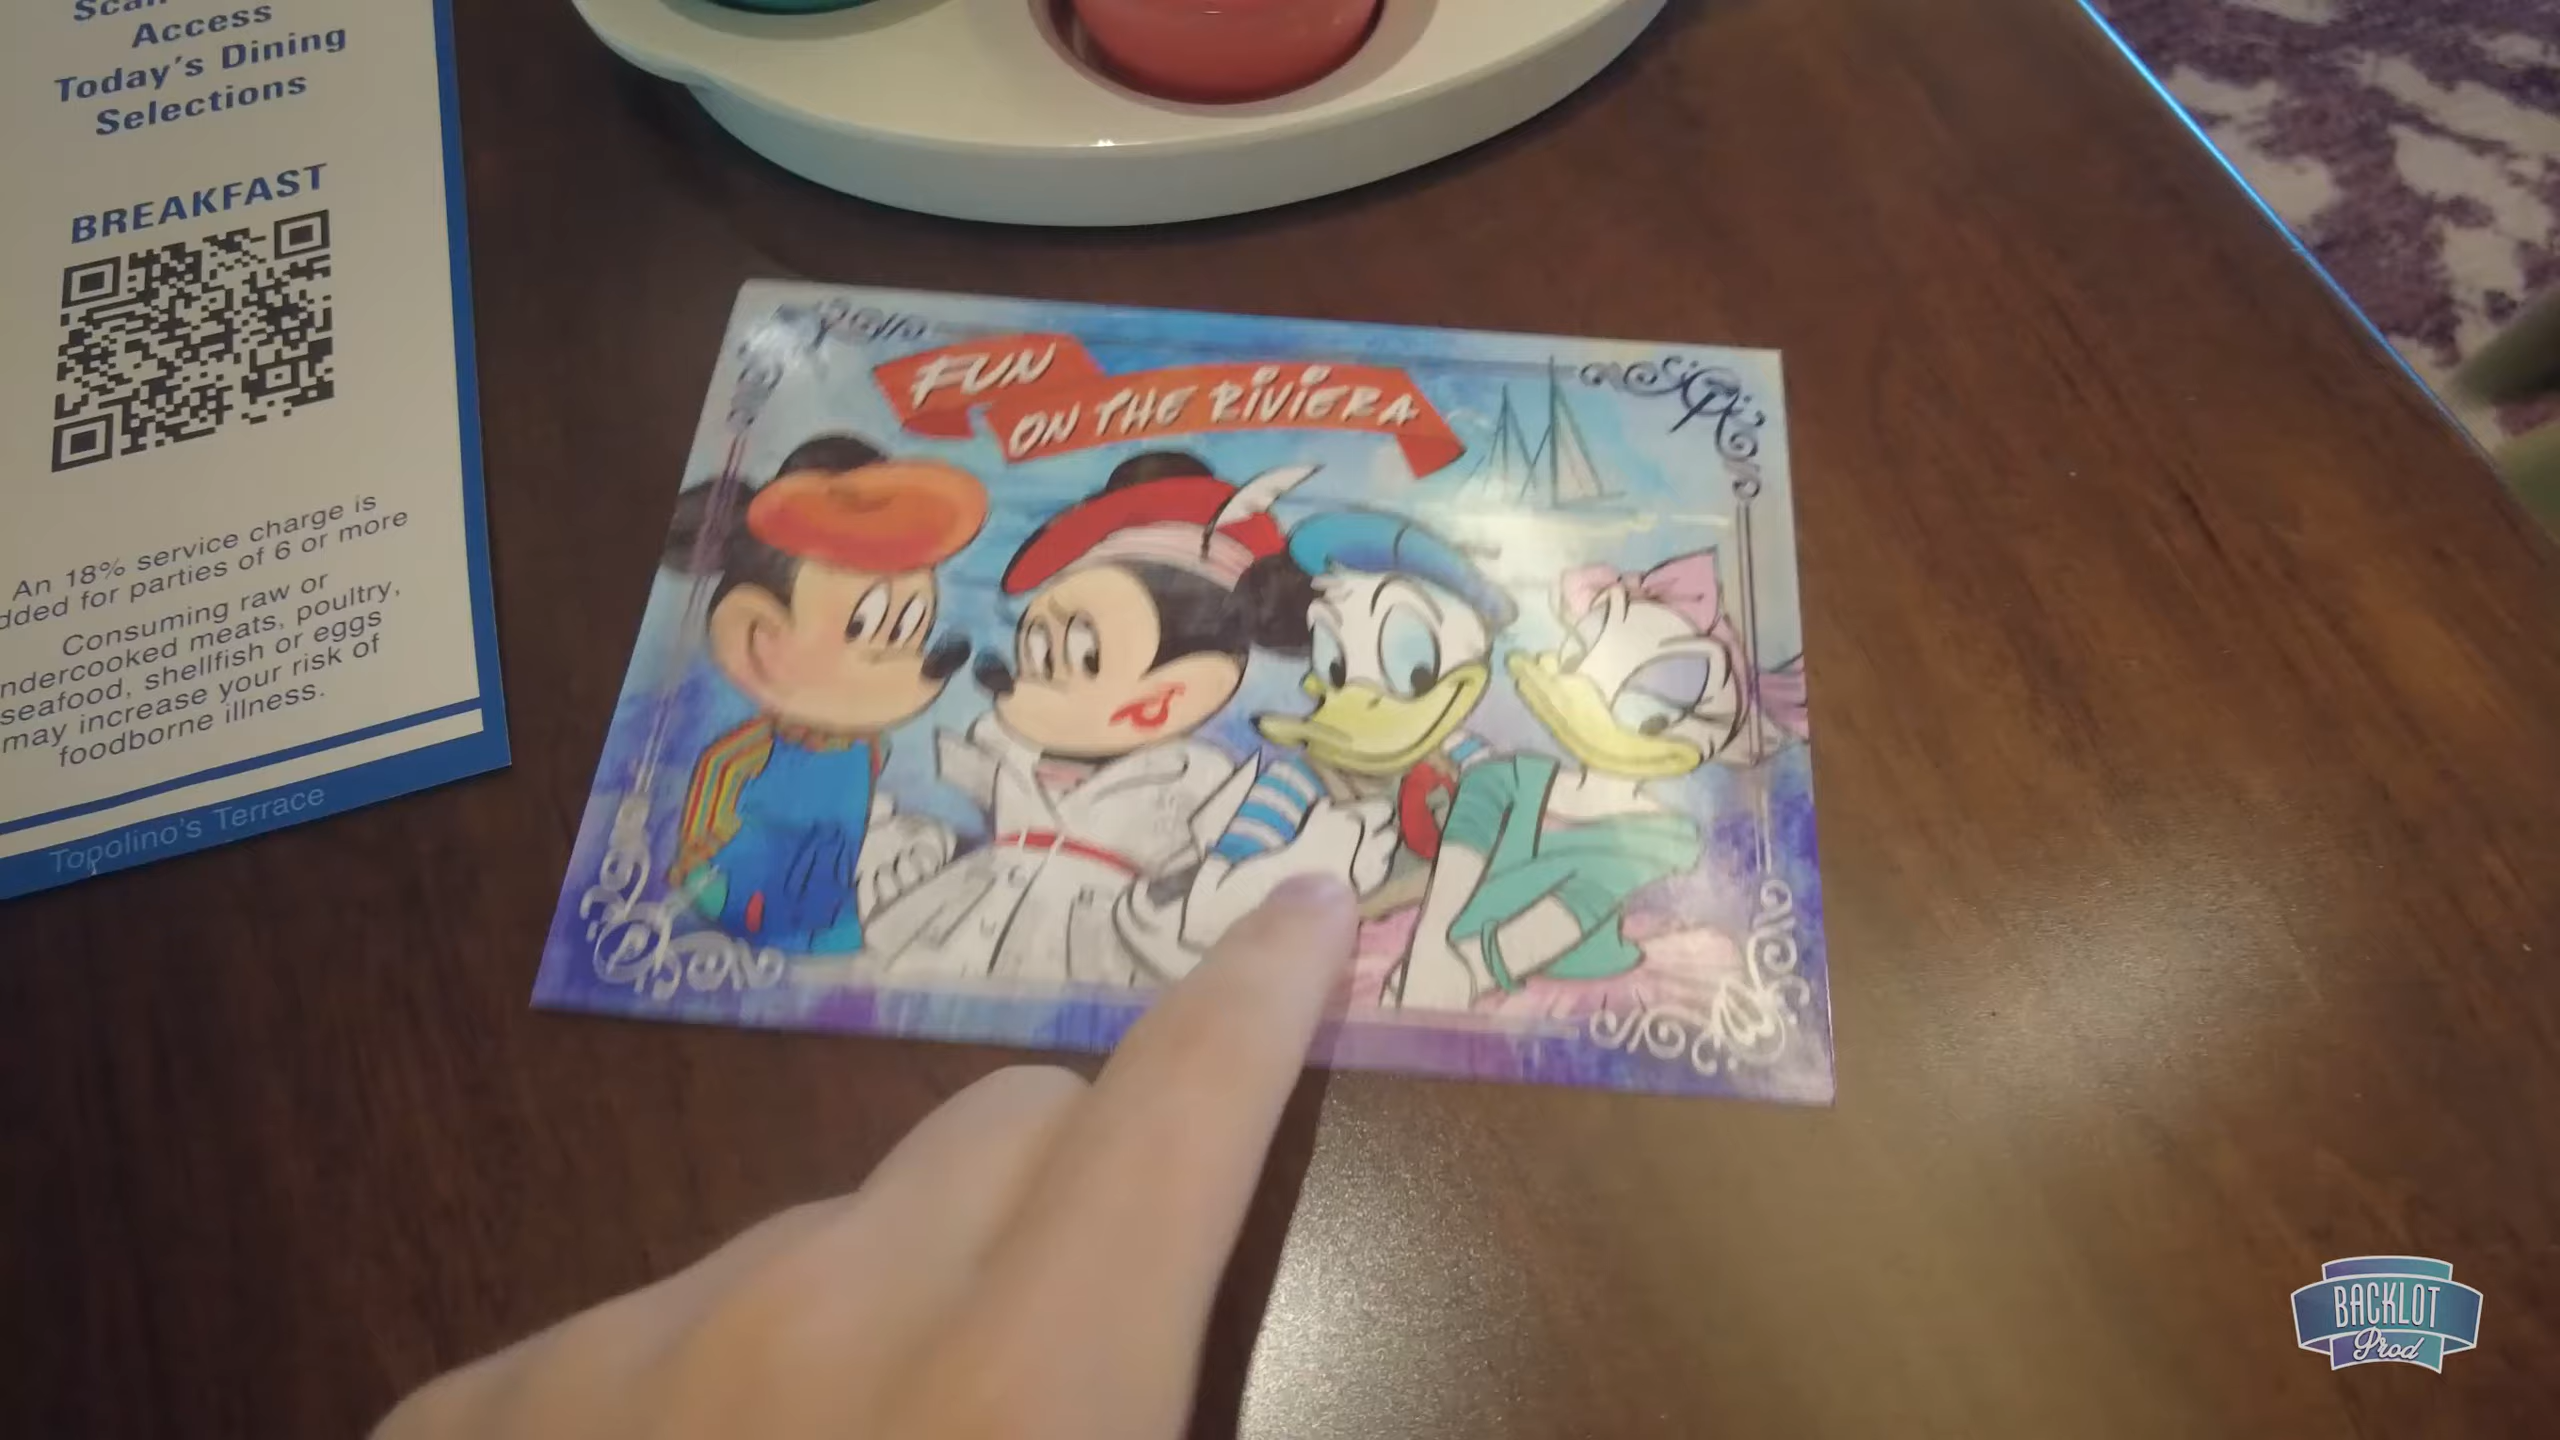 Access
Today's Dining
Selections
BREAKFAST
An 18% service charge is
for parties of 6 or more
Consuming raw or
meats, poultry,
seafood, shellfish or eggs
may increase your risk of
foodborne illness.
Topolino's Terrace
FUN
ON THE RIVIERA
BACKLOT
Prod